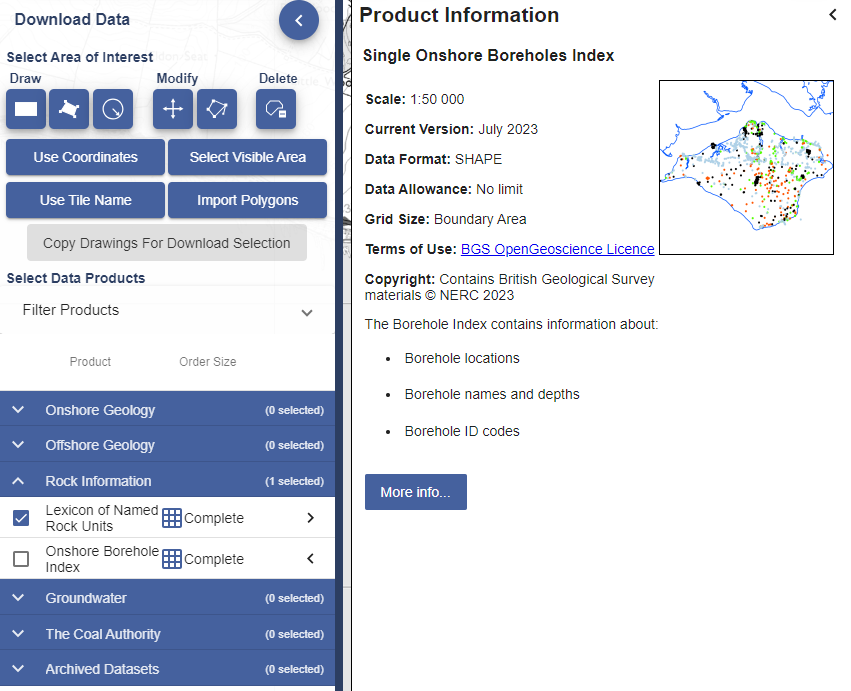 Download Data
Select Area of Interest
Draw
Modify
Delete
Use Coordinates
Select Visible Area
Use Tile Name
Import Polygons
Copy Drawings For Download Selection
Select Data Products
Filter Products
Product
Order Size
Onshore Geology
(0 selected)
Offshore Geology
(0 selected)
Rock Information
(1 selected)
Lexicon of Named
Rock Units
Complete
Onshore Borehole
Index
Complete
Groundwater
(0 selected)
The Coal Authority
(0 selected)
Archived Datasets
(0 selected)
Product Information
Single Onshore Boreholes Index
Scale: 1:50 000
Current Version: July 2023
Data Format: SHAPE
Data Allowance: No limit
Grid Size: Boundary Area
Terms of Use: BGS OpenGeoscience Licence
Copyright: Contains British Geological Survey
materials © NERC 2023
The Borehole Index contains information about:
• Borehole locations
• Borehole names and depths
• Borehole ID codes
More info...